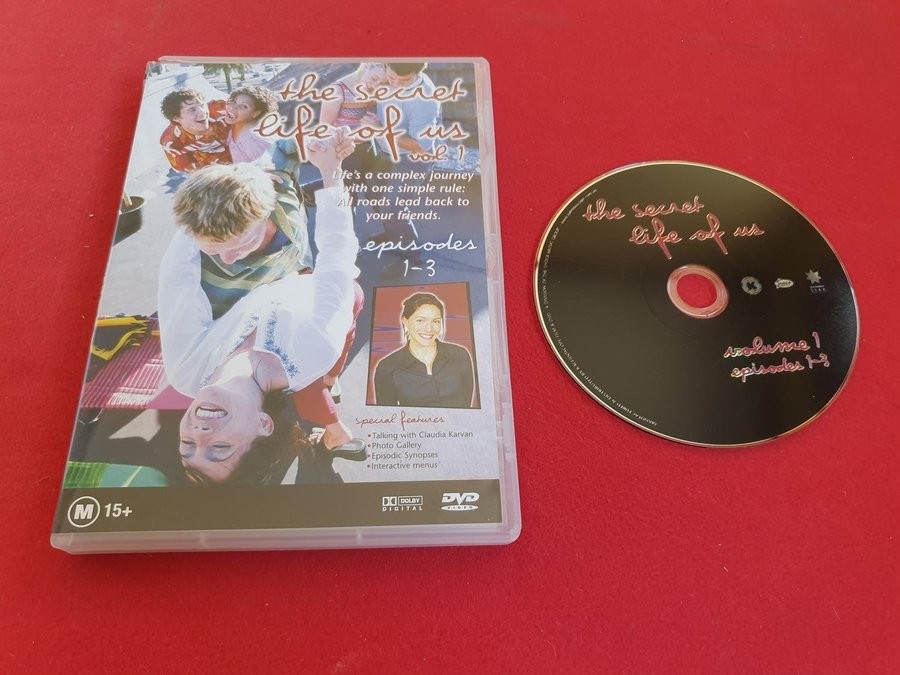 the secret
life of us
vol. 1
Life's a complex journey
with one simple rule:
All roads lead back to
your friends.
episodes
1-3
special features
• Talking with Claudia Karvan
• Photo Gallery
• Episodic Synopses
• Interactive menus
M 15+
DOLBY
DIGITAL
DVD
VIDEO
the secret
life of us
volume 1
episodes 1-3